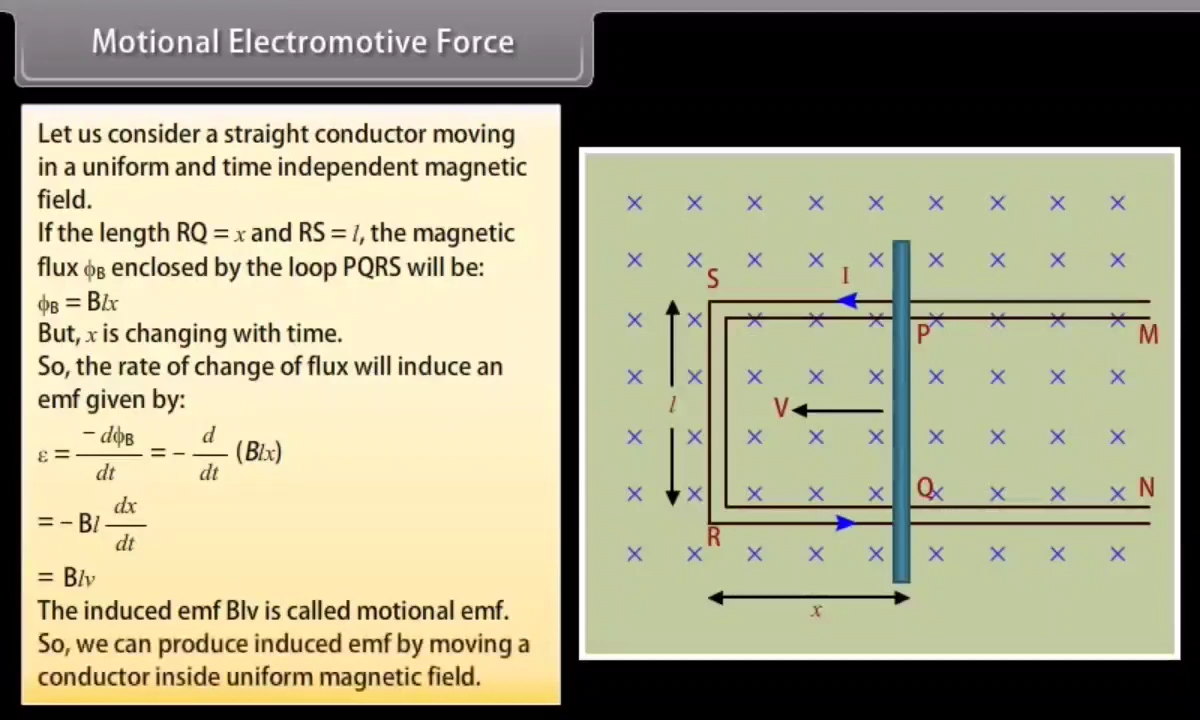 Motional Electromotive Force
Let us consider a straight conductor moving
in a uniform and time independent magnetic
field.
If the length RQ = x and RS = l, the magnetic
flux ϕB enclosed by the loop PQRS will be:
ϕB = Blx
But, x is changing with time.
So, the rate of change of flux will induce an
emf given by:
ε = − dϕB / dt = − d / dt (Blx)
= − Bl dx / dt
= Blv
The induced emf Blv is called motional emf.
So, we can produce induced emf by moving a
conductor inside uniform magnetic field.
S
I
P
M
l
V
Q
N
R
x